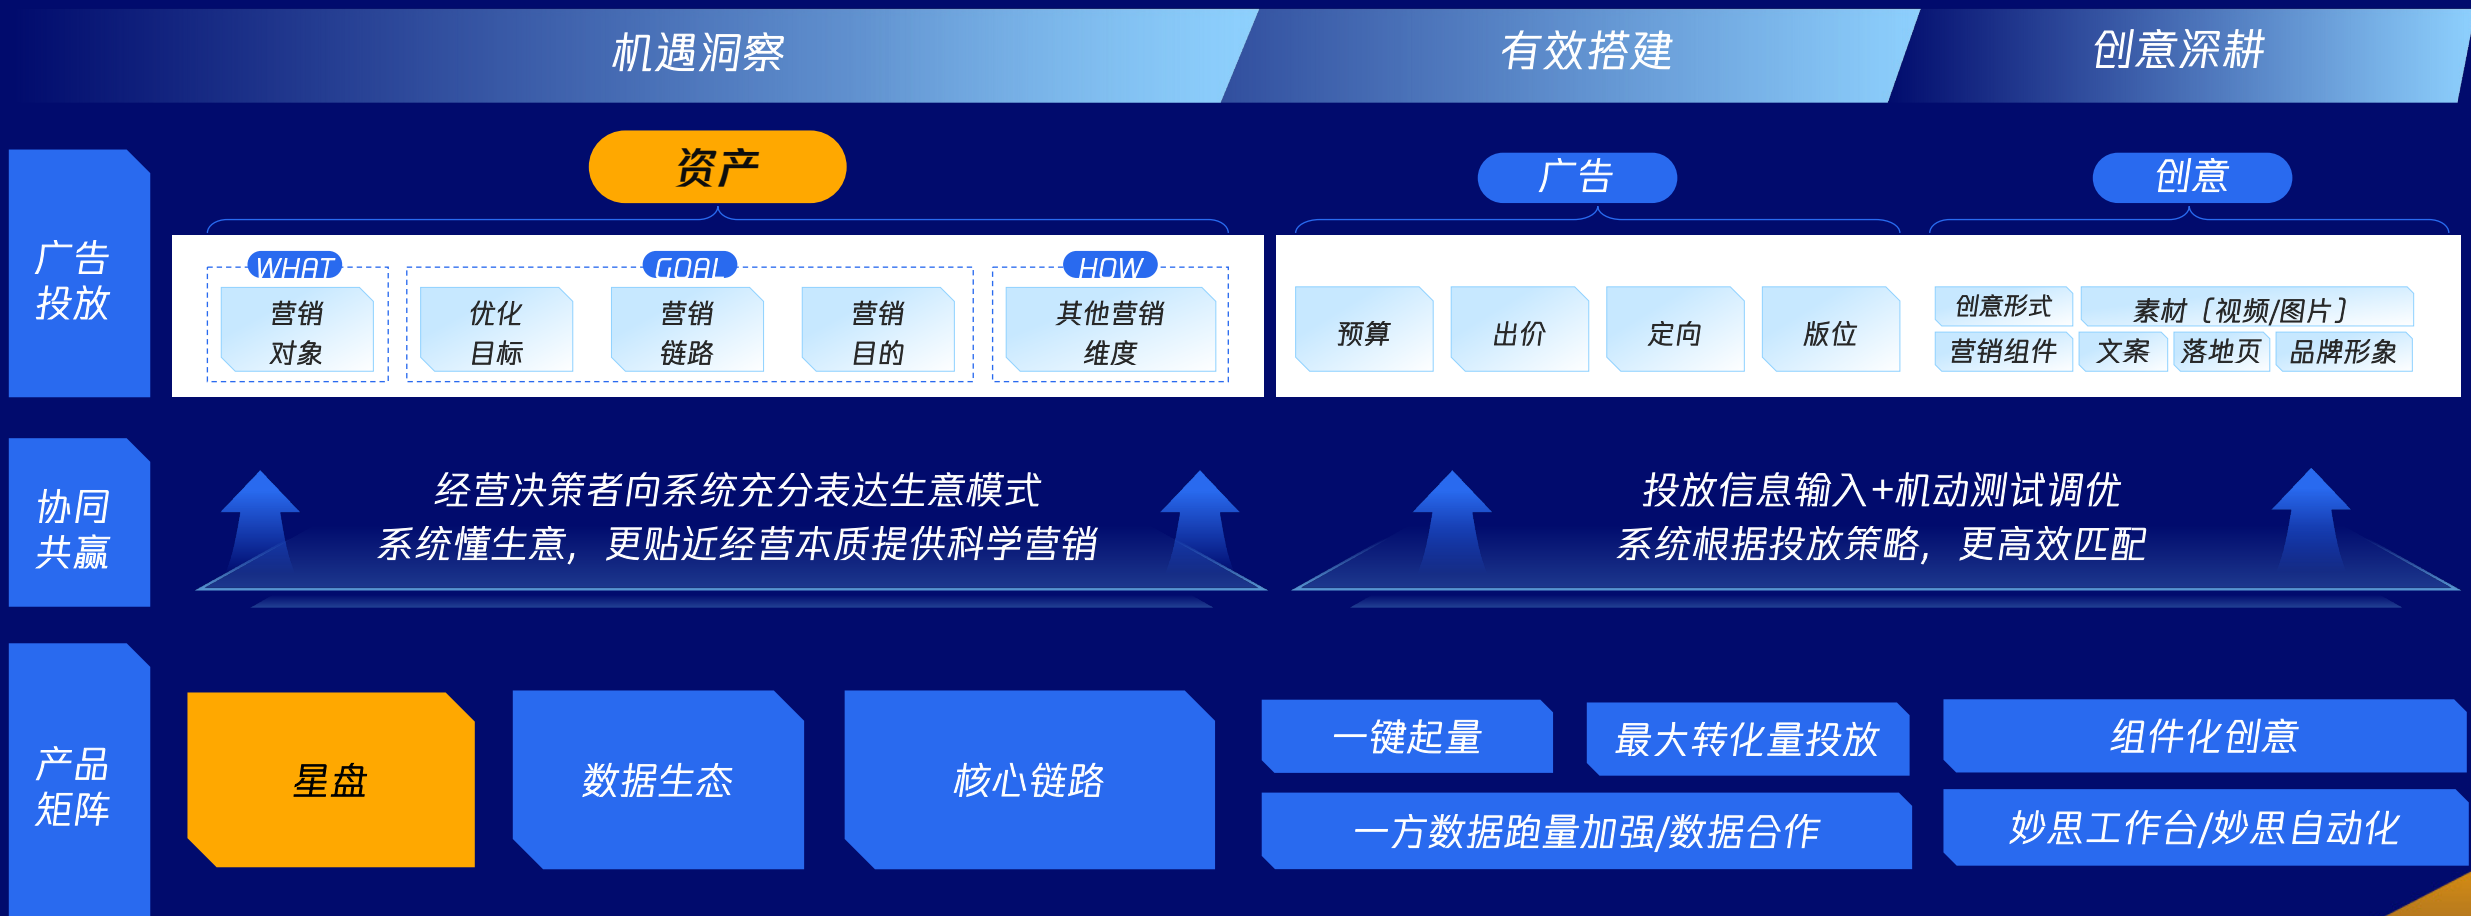 机遇洞察
有效搭建
创意深耕
广告
投放
资产
广告
创意
WHAT
GOAL
HOW
营销
对象
优化
目标
营销
链路
营销
目的
其他营销
维度
预算
出价
定向
版位
创意形式
素材（视频/图片）
营销组件
文案
落地页
品牌形象
协同
共赢
经营决策者向系统充分表达生意模式
系统懂生意，更贴近经营本质提供科学营销
投放信息输入+机动测试调优
系统根据投放策略，更高效匹配
产品
矩阵
星盘
数据生态
核心链路
一键起量
最大转化量投放
一方数据跑量加强/数据合作
组件化创意
妙思工作台/妙思自动化